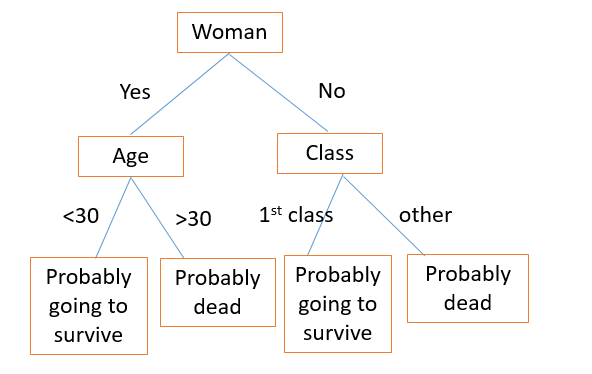 Woman
Yes
No
Age
Class
<30
>30
1st class
other
Probably
going to
survive
Probably
dead
Probably
going to
survive
Probably
dead